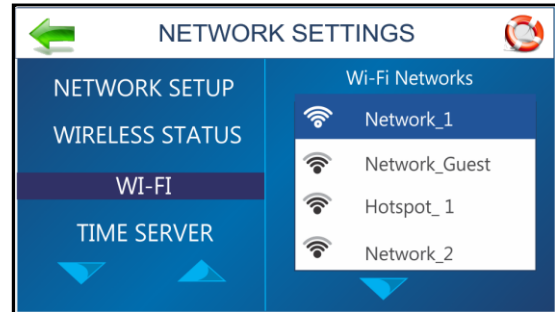 NETWORK SETTINGS
NETWORK SETUP
WIRELESS STATUS
WI-FI
TIME SERVER
Wi-Fi Networks
Network_1
Network_Guest
Hotspot_ 1
Network_2